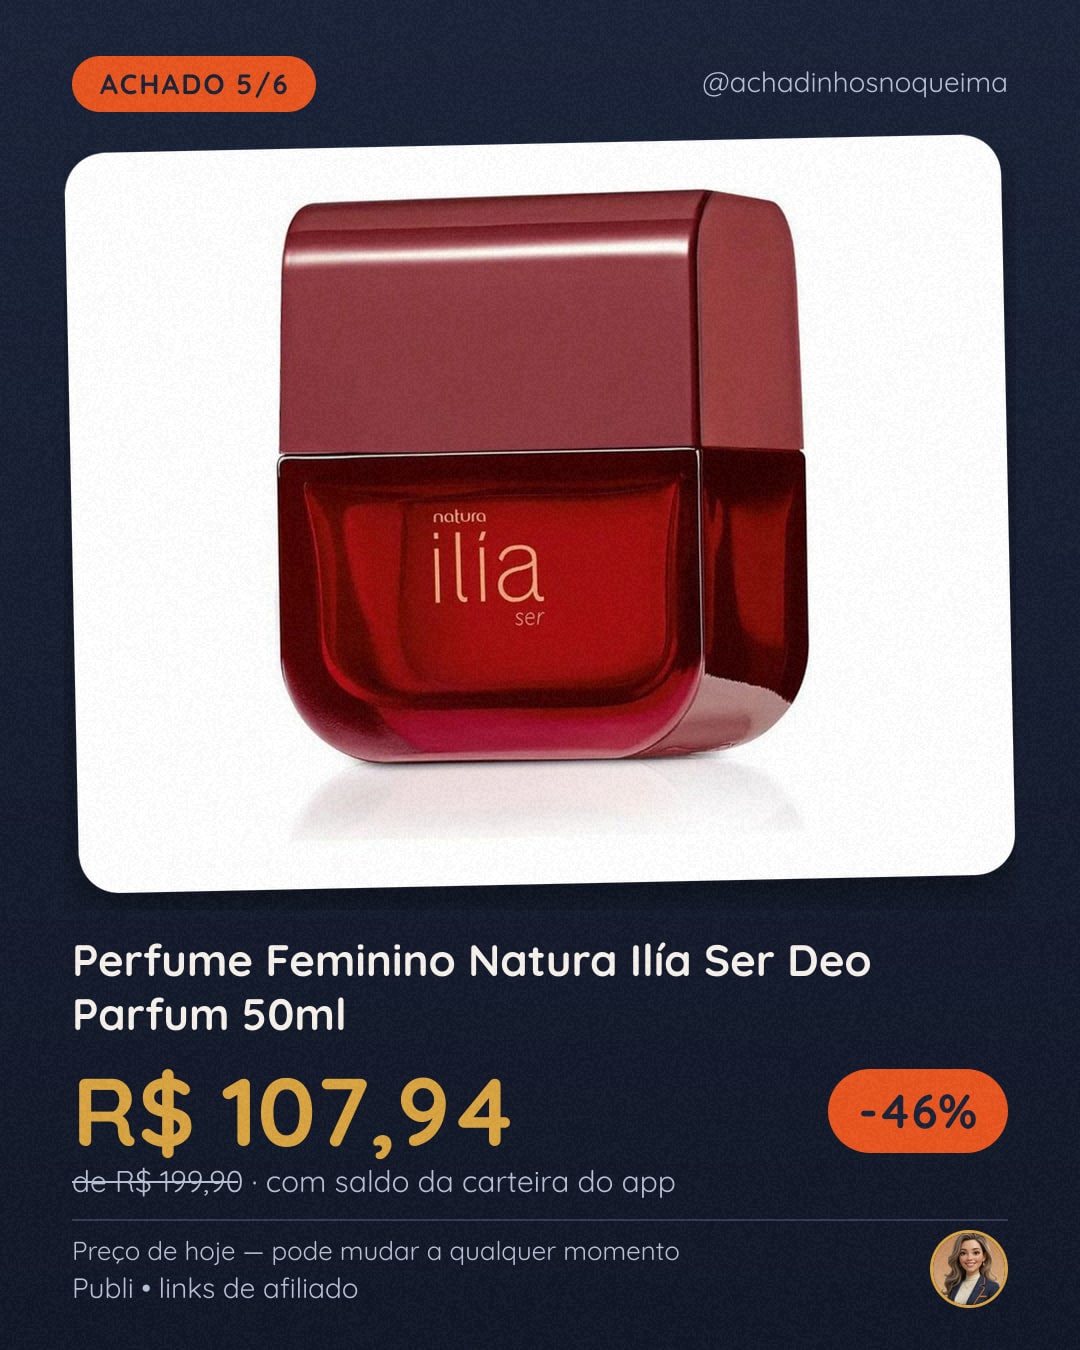 ACHADO 5/6
@achadinhosnoqueima
natura
ilía
ser
Perfume Feminino Natura Ilía Ser Deo
Parfum 50ml
R$ 107,94
-46%
de R$ 199,90 · com saldo da carteira do app
Preço de hoje — pode mudar a qualquer momento
Publi • links de afiliado